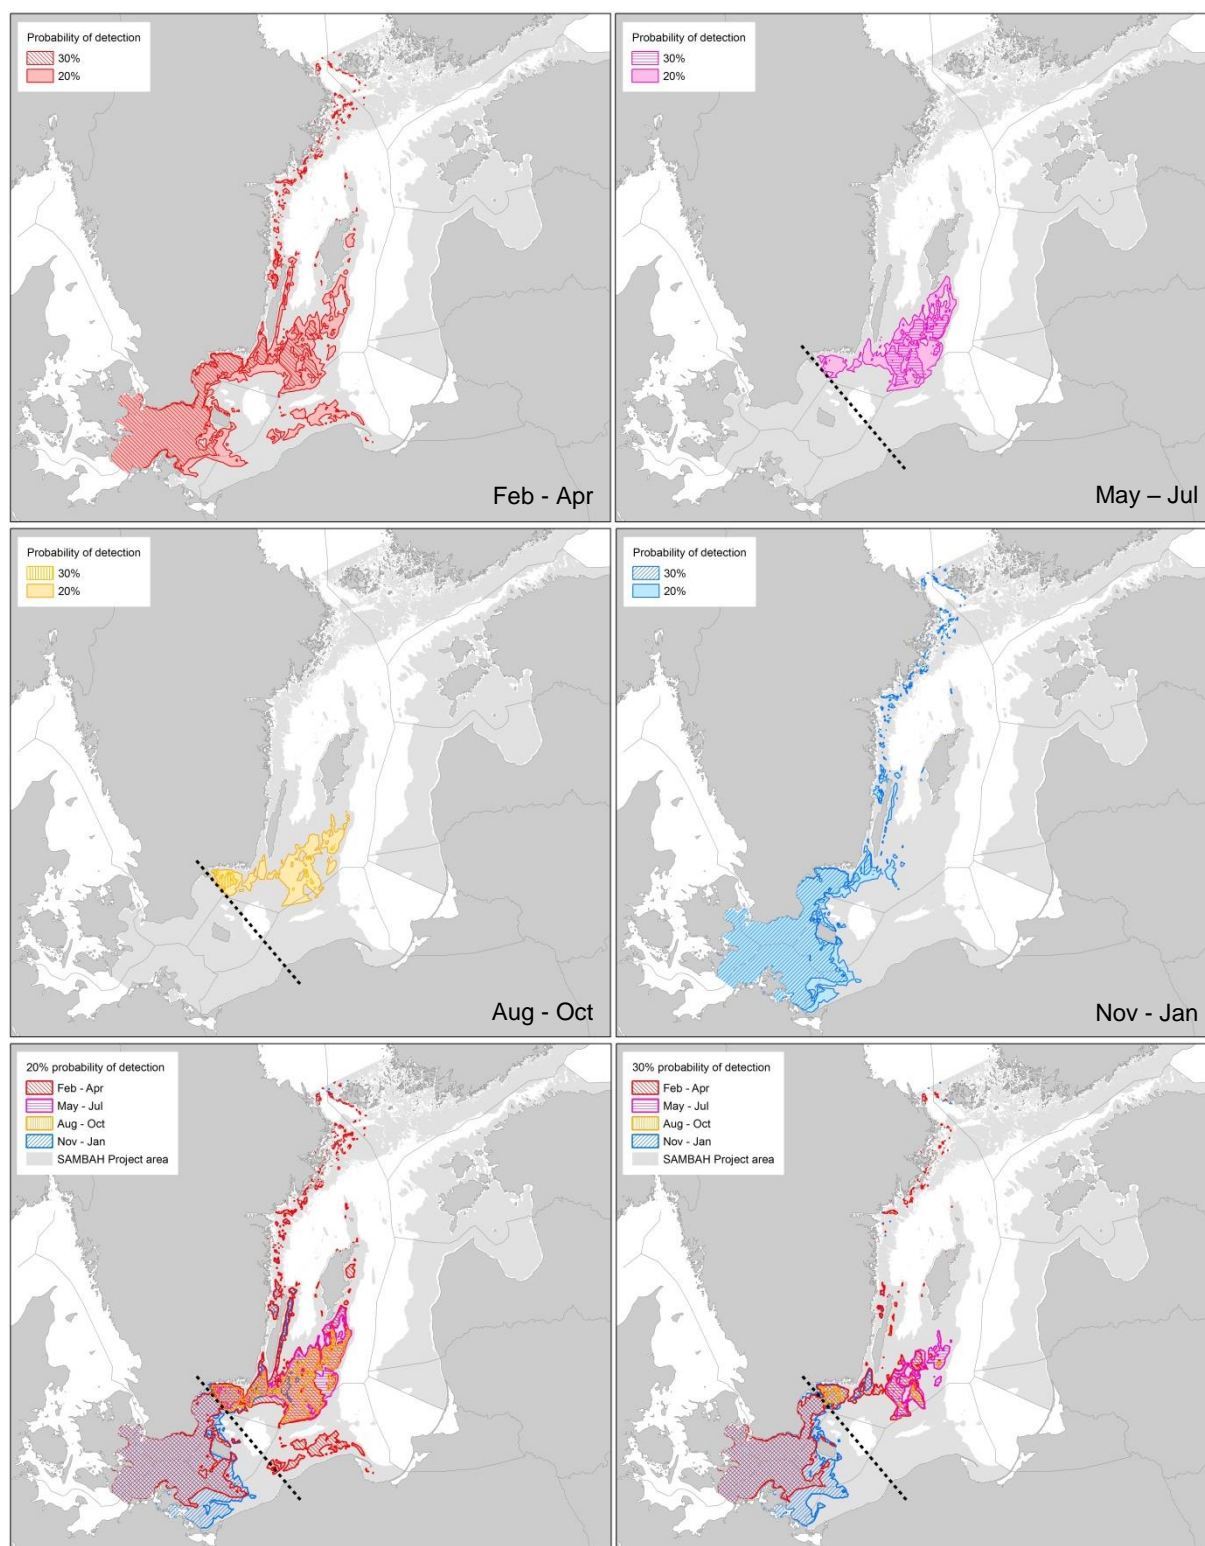 Probability of detection
30%
20%
Feb - Apr
Probability of detection
30%
20%
May – Jul
Probability of detection
30%
20%
Aug - Oct
Probability of detection
30%
20%
Nov - Jan
20% probability of detection
Feb - Apr
May - Jul
Aug - Oct
Nov - Jan
SAMBAH Project area
30% probability of detection
Feb - Apr
May - Jul
Aug - Oct
Nov - Jan
SAMBAH Project area